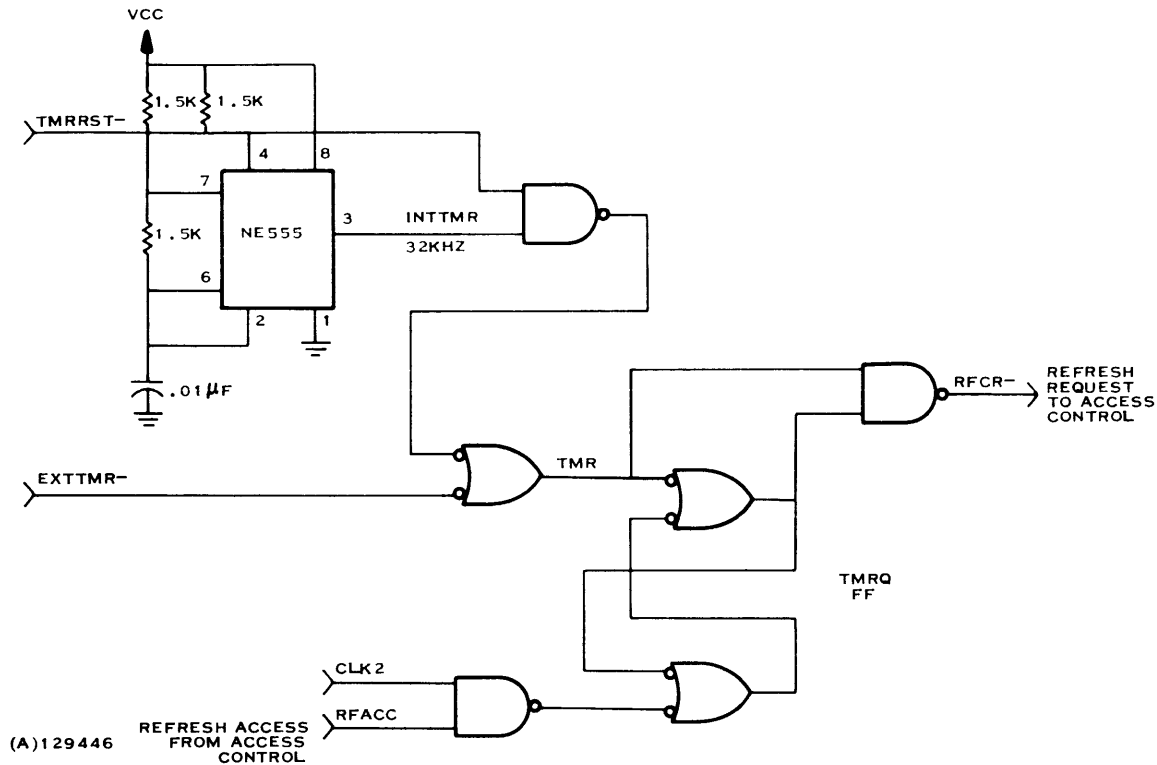 VCC
1.5K
1.5K
TMRRST-
4
8
7
3
INTTMR
1.5K
NE555
32KHZ
6
2
1
.01µF
RFCR-
REFRESH
REQUEST
TO ACCESS
CONTROL
TMR
EXTTMR-
TMRQ
FF
CLK2
RFACC
REFRESH ACCESS
FROM ACCESS
CONTROL
(A)129446